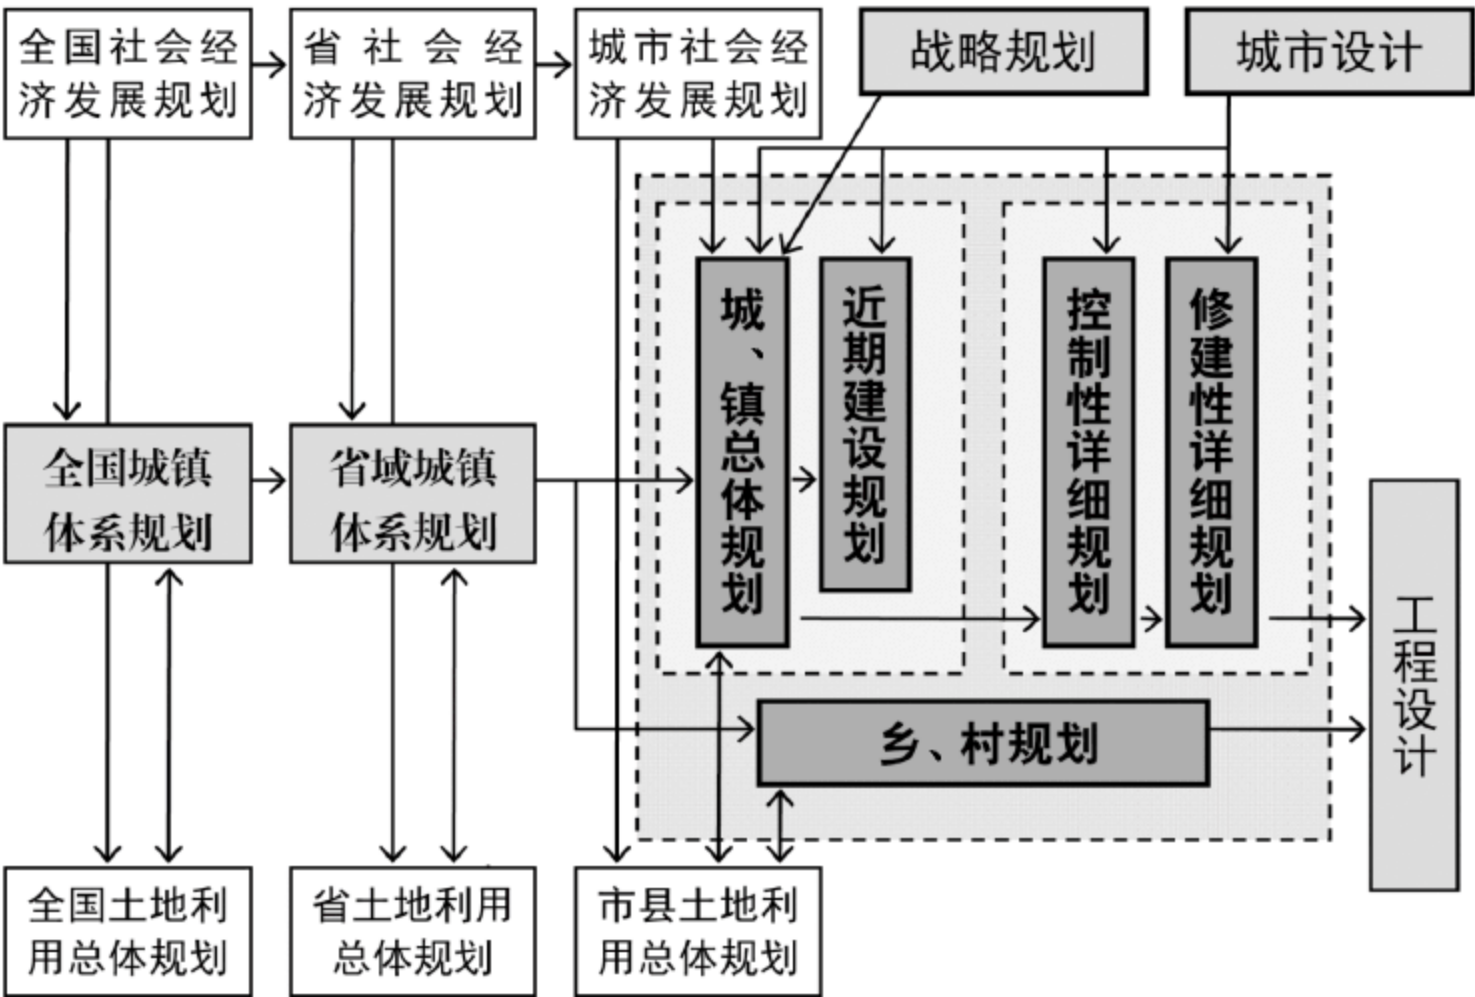 全国社会经
济发展规划
省社会经
济发展规划
城市社会经
济发展规划
战略规划
城市设计
城、镇总体规划
近期建设规划
控制性详细规划
修建性详细规划
全国城镇
体系规划
省域城镇
体系规划
工程设计
乡、村规划
全国土地利
用总体规划
省土地利用
总体规划
市县土地利
用总体规划